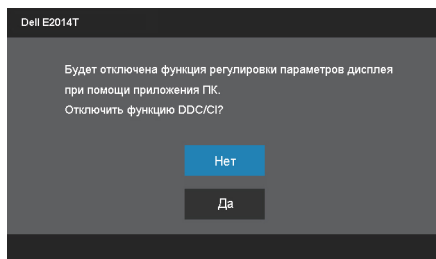 Dell E2014T
Будет отключена функция регулировки параметров дисплея
при помощи приложения ПК.
Отключить функцию DDC/CI?
Нет
Да